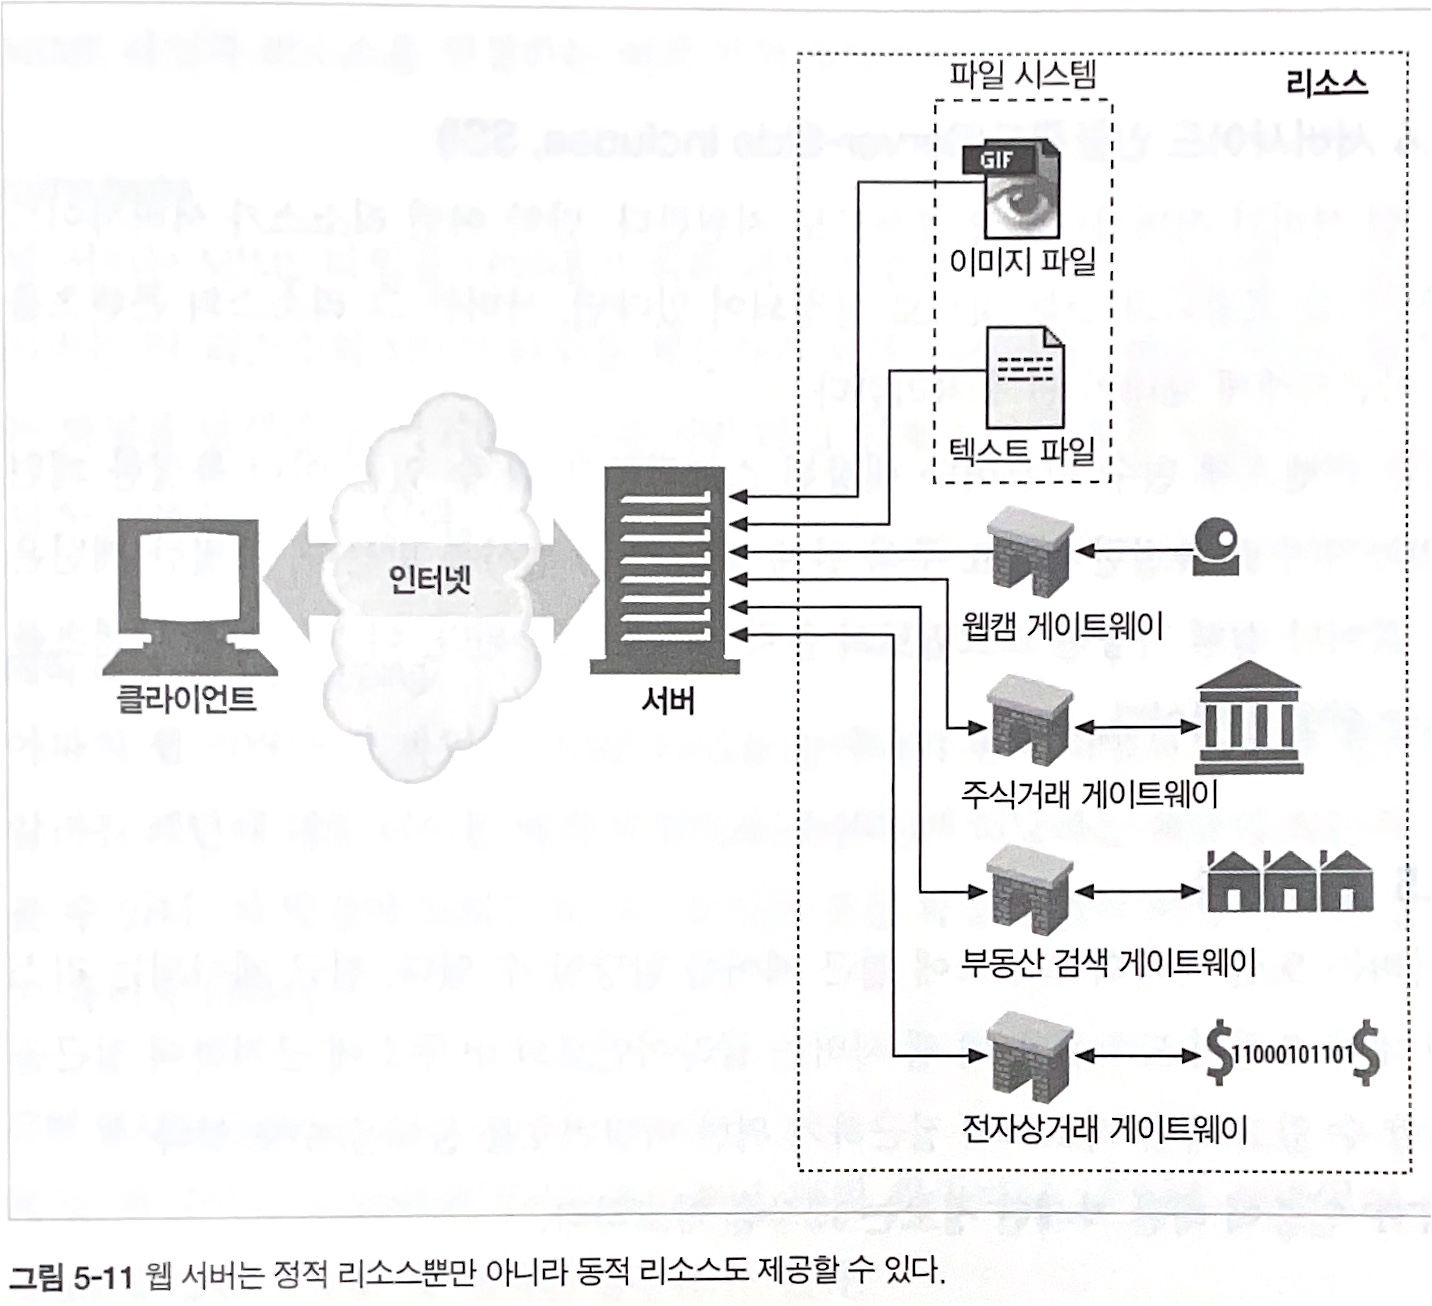 파일 시스템
리소스
GIF
이미지 파일
텍스트 파일
인터넷
클라이언트
서버
웹캠 게이트웨이
주식거래 게이트웨이
부동산 검색 게이트웨이
$11000101101$
전자상거래 게이트웨이
그림 5-11 웹 서버는 정적 리소스뿐만 아니라 동적 리소스도 제공할 수 있다.